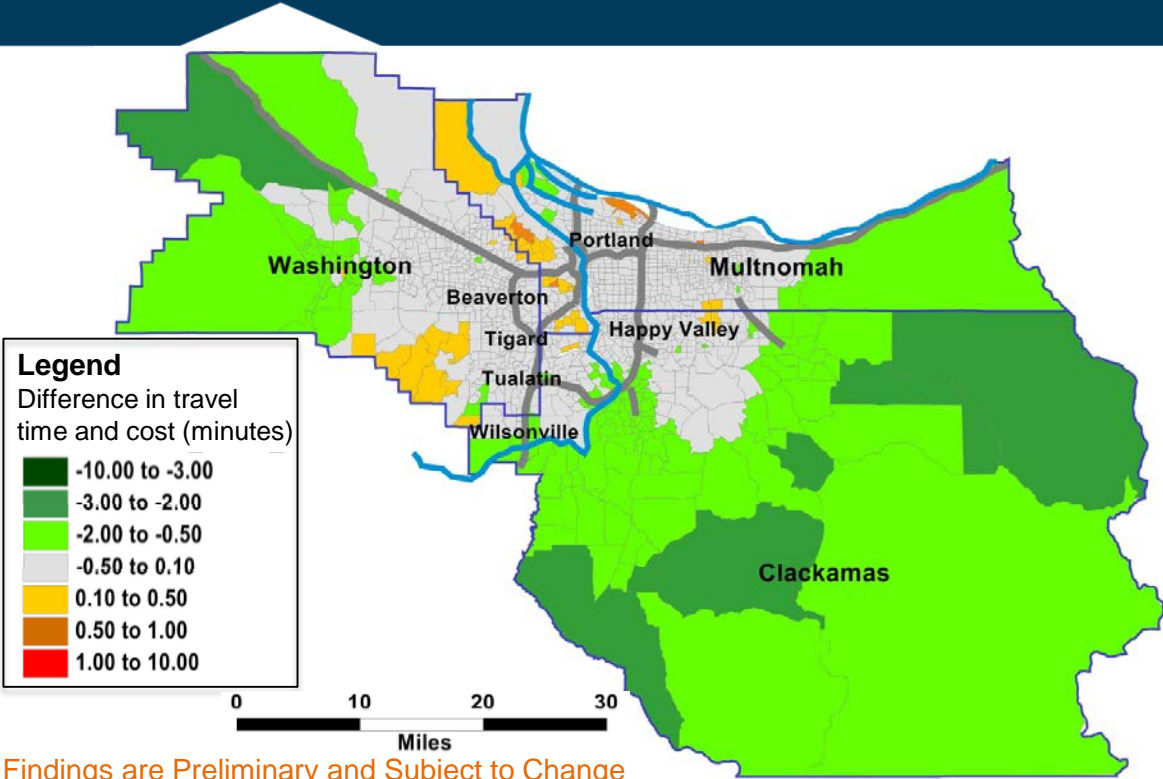 Washington
Portland
Multnomah
Beaverton
Happy Valley
Tigard
Tualatin
Wilsonville
Clackamas
Legend
Difference in travel
time and cost (minutes)
-10.00 to -3.00
-3.00 to -2.00
-2.00 to -0.50
-0.50 to 0.10
0.10 to 0.50
0.50 to 1.00
1.00 to 10.00
0 10 20 30
Miles
Findings are Preliminary and Subject to Change